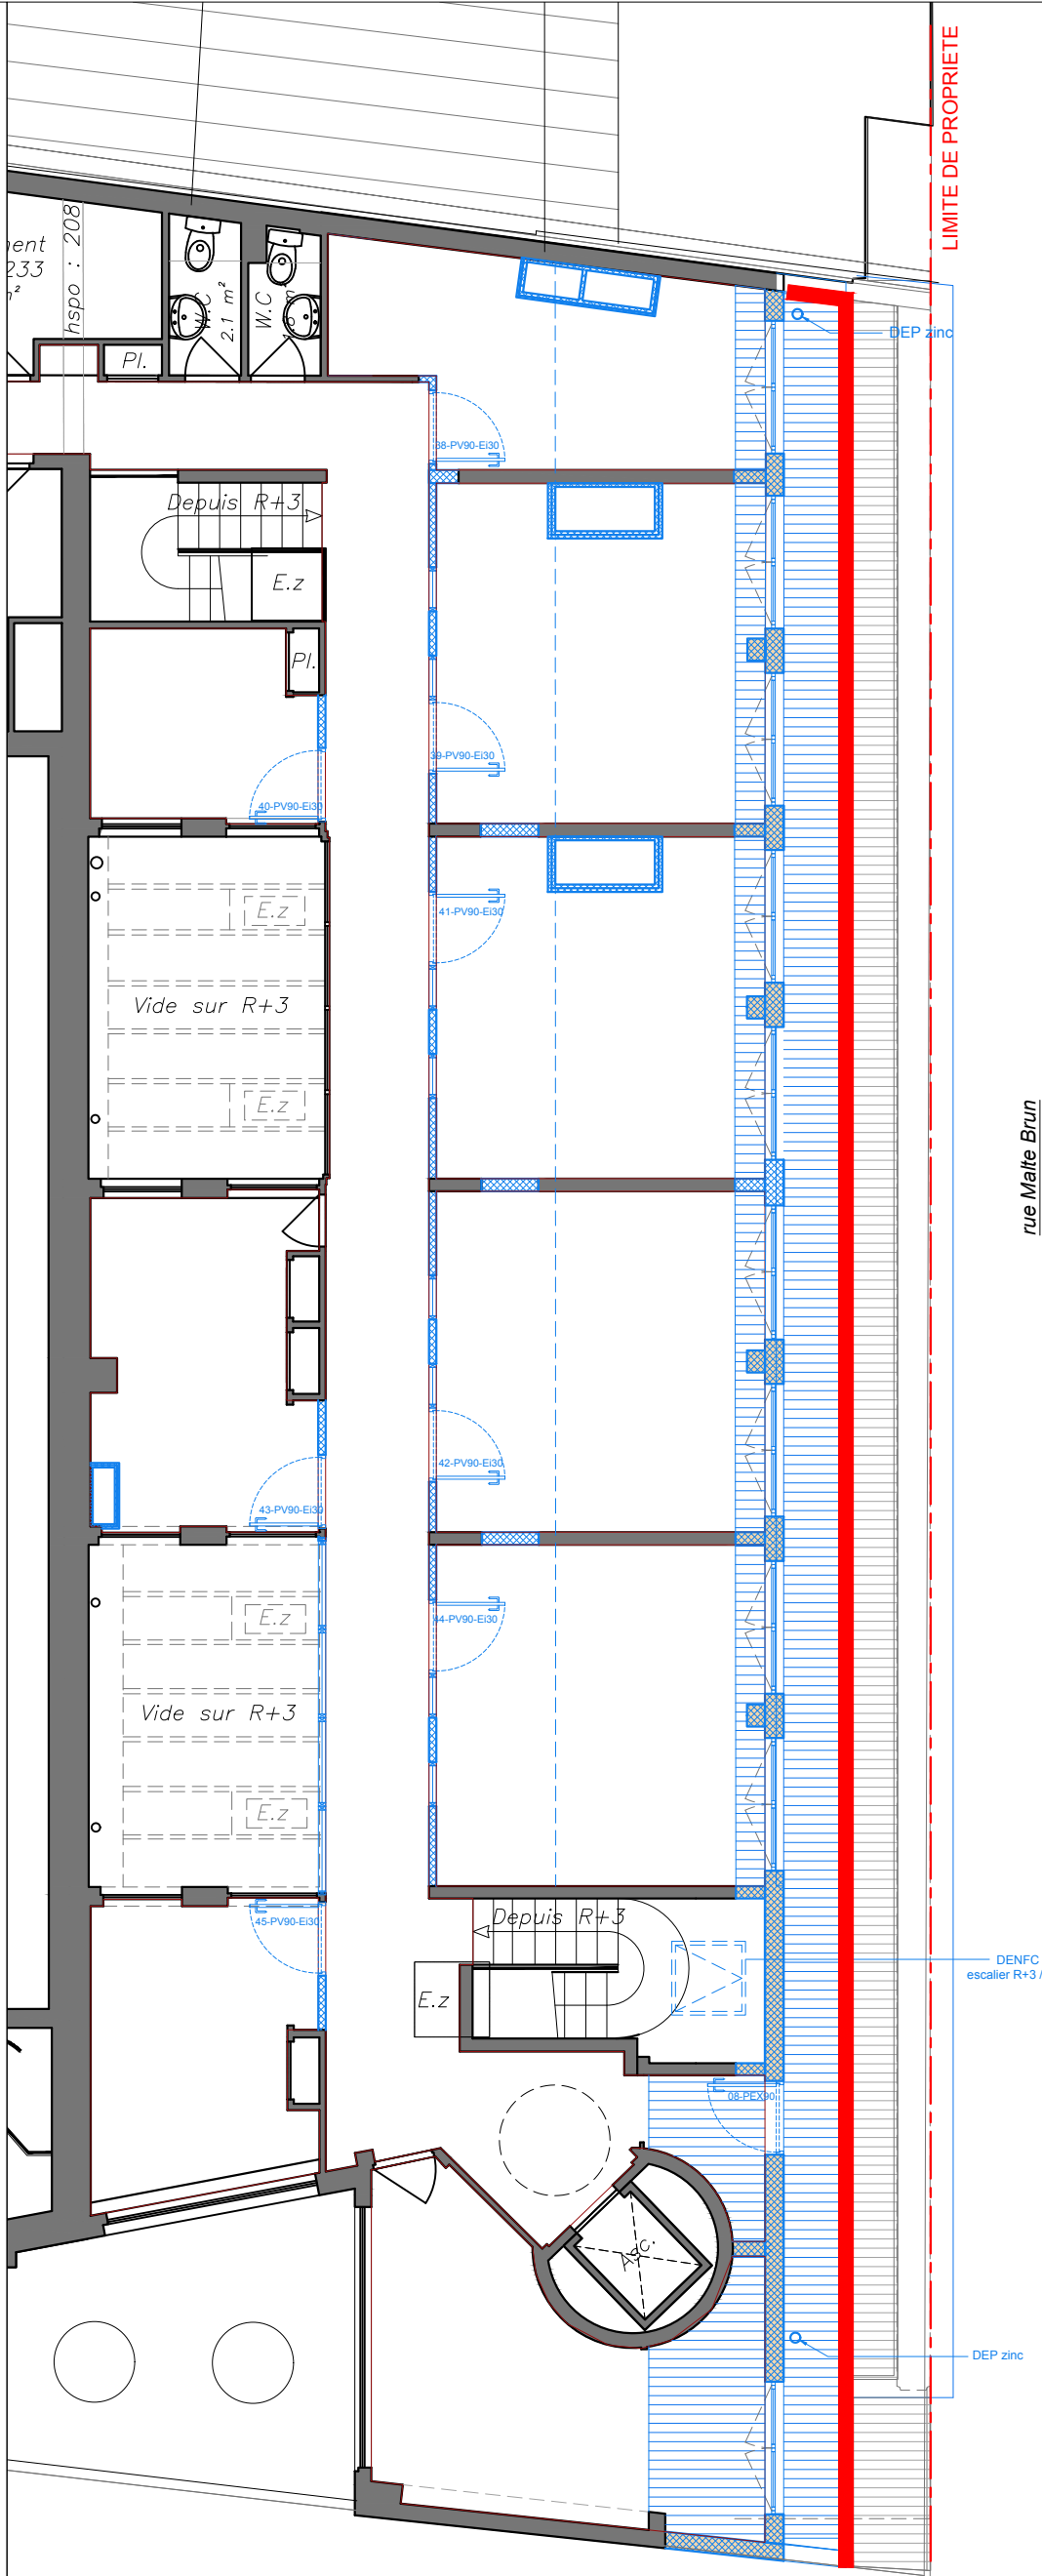 LIMITE DE PROPRIETE
ent
233
m²
hspo : 208
W.C
2.1 m²
W.C
m²
Pl.
DEP zinc
38-PV90-Ei30
Depuis R+3
E.z
Pl.
39-PV90-Ei30
40-PV90-Ei30
E.z
41-PV90-Ei30
Vide sur R+3
E.z
rue Malte Brun
42-PV90-Ei30
43-PV90-Ei30
E.z
44-PV90-Ei30
Vide sur R+3
E.z
45-PV90-Ei30
Depuis R+3
E.z
DENFC
escalier R+3 /
08-PEX90
Asc.
DEP zinc